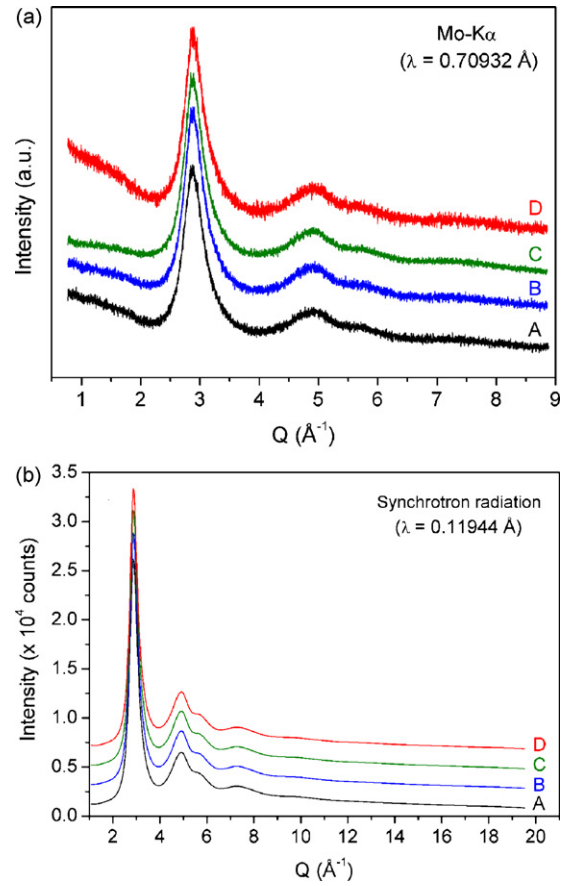 (a)
Mo-Kα
(λ = 0.70932 Å)
Intensity (a.u.)
D
C
B
A
1 2 3 4 5 6 7 8 9
Q (Å⁻¹)
(b)
3.5
Synchrotron radiation
(λ = 0.11944 Å)
3.0
2.5
2.0
1.5
1.0
0.5
0.0
Intensity (x 10⁴ counts)
D
C
B
A
2 4 6 8 10 12 14 16 18 20
Q (Å⁻¹)